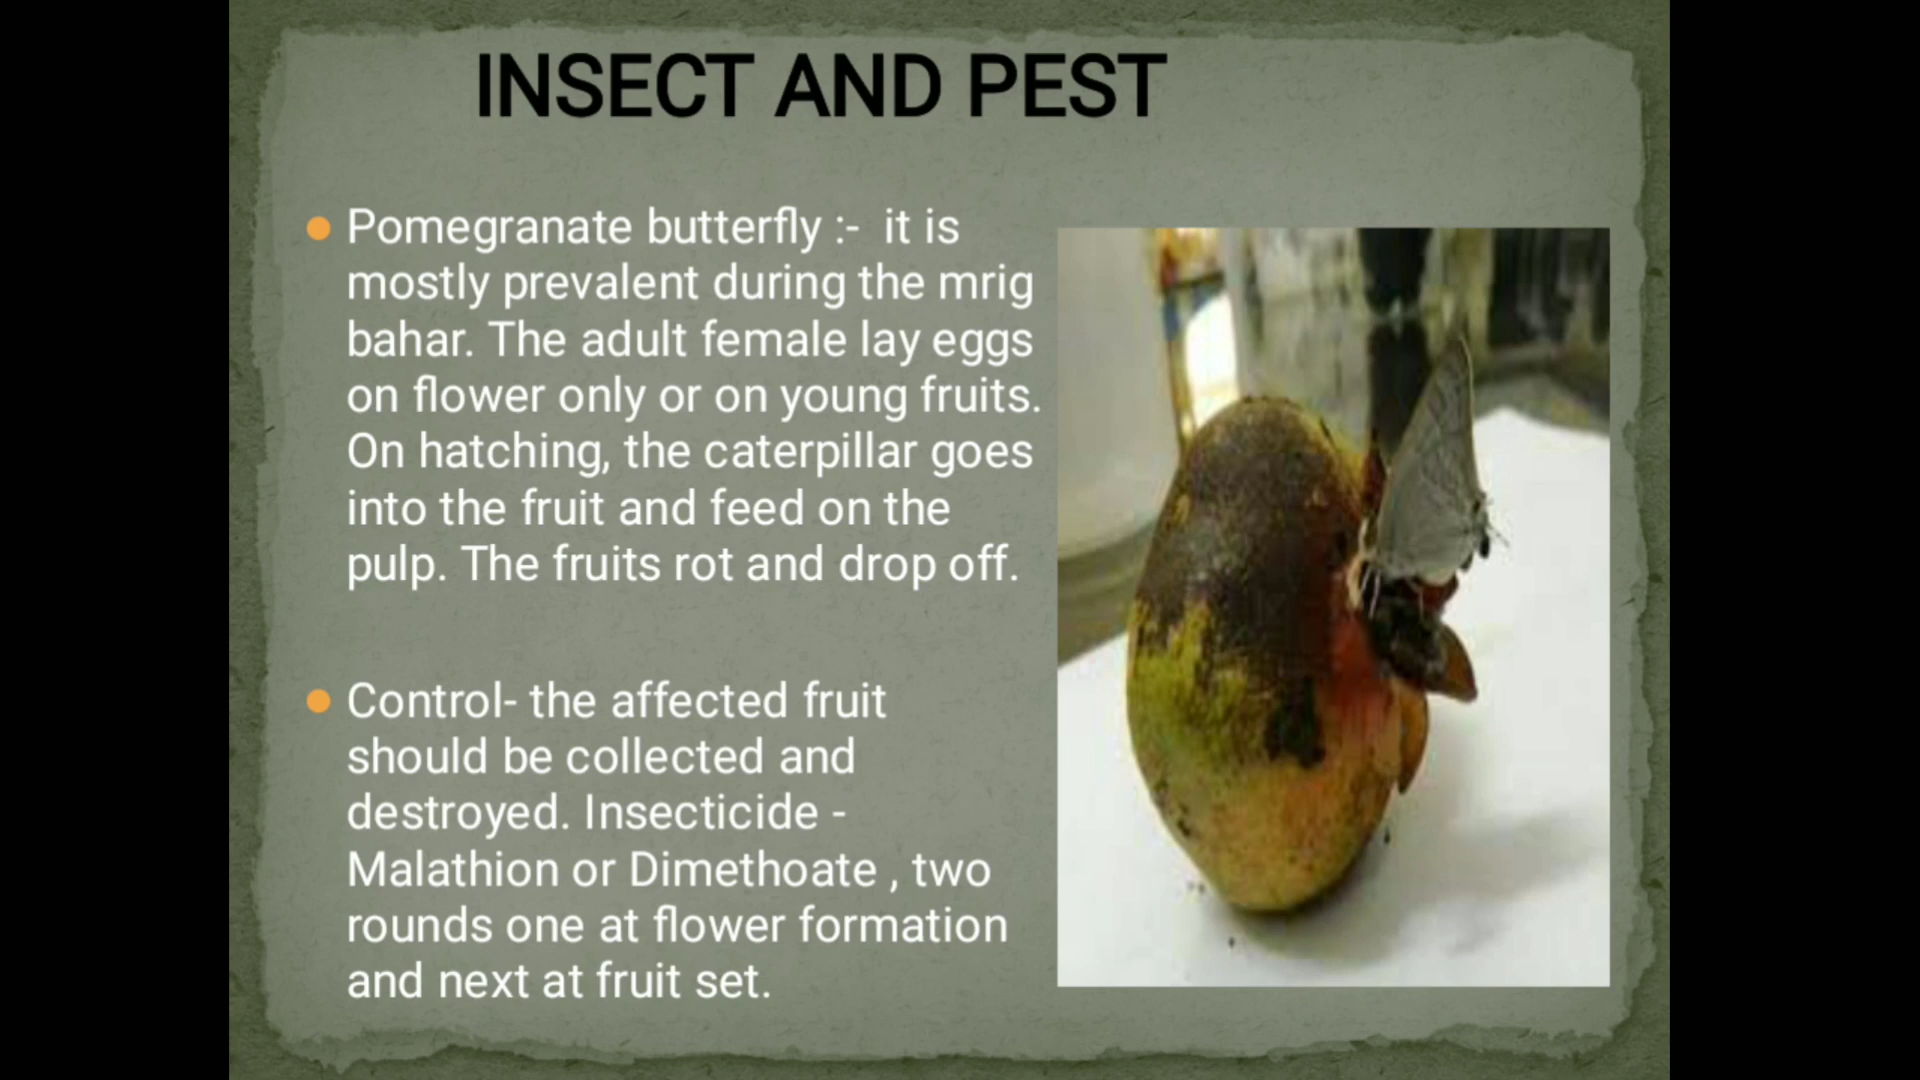 INSECT AND PEST
Pomegranate butterfly :-  it is
mostly prevalent during the mrig
bahar. The adult female lay eggs
on flower only or on young fruits.
On hatching, the caterpillar goes
into the fruit and feed on the
pulp. The fruits rot and drop off.
Control- the affected fruit
should be collected and
destroyed. Insecticide -
Malathion or Dimethoate , two
rounds one at flower formation
and next at fruit set.